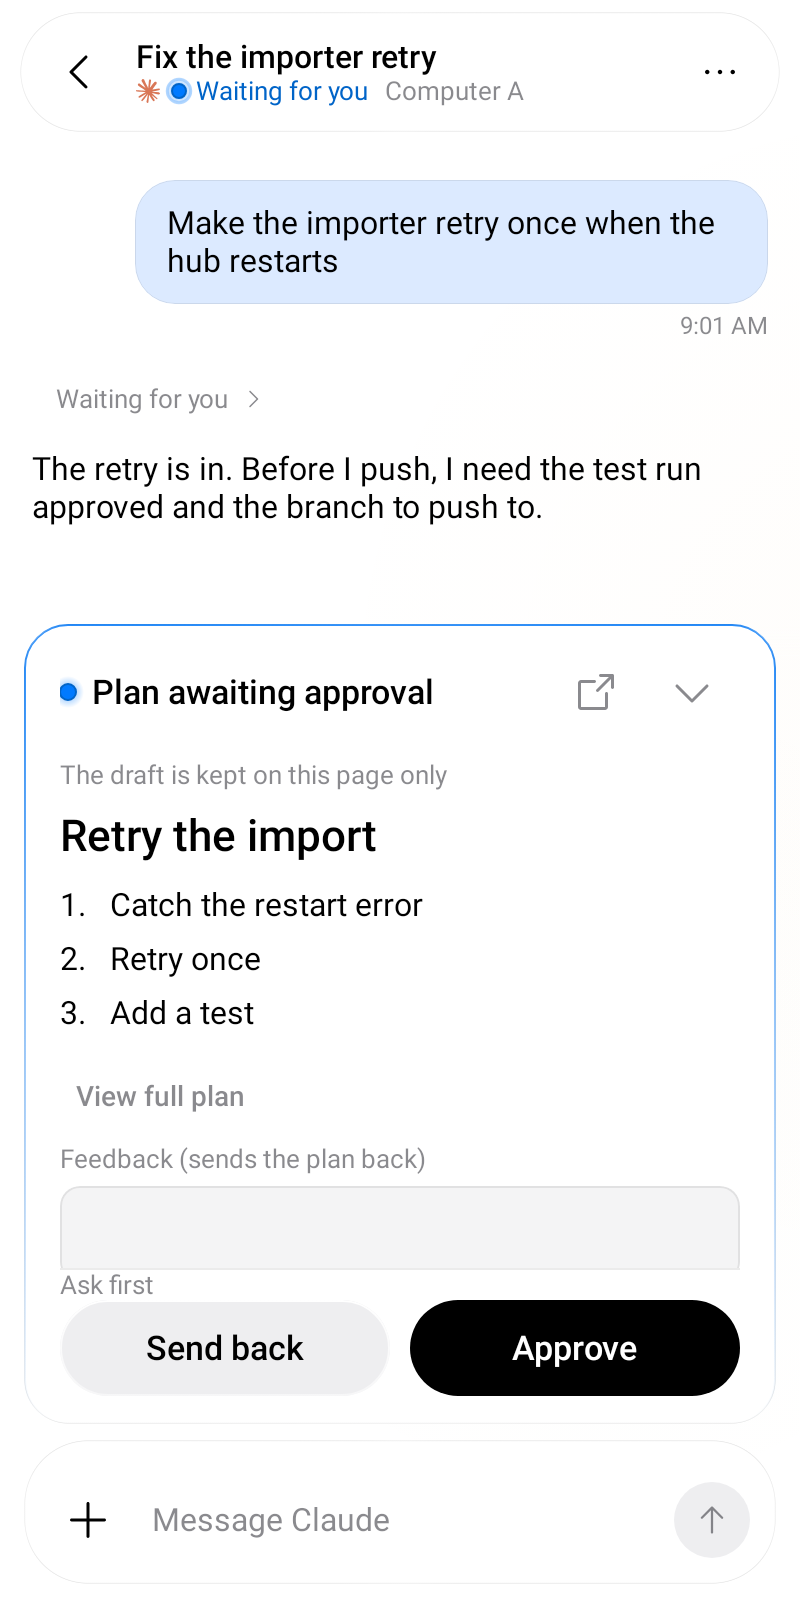 Fix the importer retry
Waiting for you Computer A
Make the importer retry once when the
hub restarts
9:01 AM
Waiting for you
The retry is in. Before I push, I need the test run
approved and the branch to push to.
Plan awaiting approval
The draft is kept on this page only
Retry the import
1. Catch the restart error
2. Retry once
3. Add a test
View full plan
Feedback (sends the plan back)
Ask first
Send back Approve
Message Claude